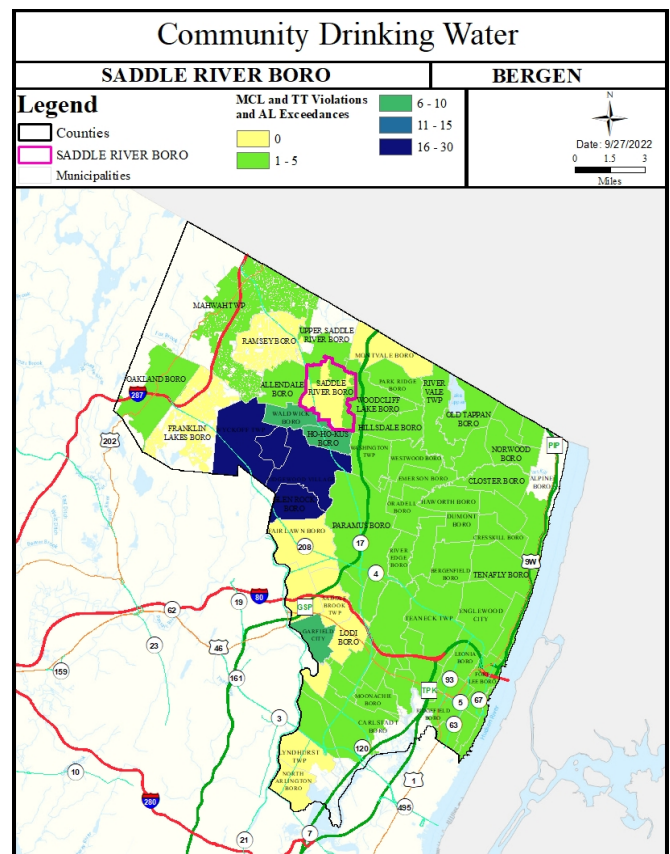 Community Drinking Water
SADDLE RIVER BORO
BERGEN
Legend
Counties
SADDLE RIVER BORO
Municipalities
MCL and TT Violations
and AL Exceedances
0
1 - 5
6 - 10
11 - 15
16 - 30
N
Date: 9/27/2022
0 1.5 3
Miles
MAHWAH TWP
RAMSEY BORO
UPPER SADDLE
RIVER BORO
MONTVALE BORO
OAKLAND BORO
ALLENDALE
BORO
SADDLE
RIVER BORO
PARK RIDGE
BORO
RIVER
VALE
TWP
WOODCLIFF
LAKE BORO
OLD TAPPAN
BORO
287
202
FRANKLIN
LAKES BORO
WALDWICK
BORO
HO-HO-KUS
BORO
HILLSDALE BORO
WASHINGTON
TWP
WESTWOOD BORO
NORWOOD
BORO
PIP
EMERSON BORO
CLOSTER BORO
ALPINE
BORO
GLEN ROCK
BORO
ORADELL
BORO
HAWORTH BORO
DUMONT
BORO
FAIR LAWN BORO
PARAMUS BORO
CRESSKILL BORO
208
17
4
RIVER
EDGE
BORO
BERGENFIELD
BORO
TENAFLY BORO
9W
80
19
62
GSP
BROOK
TWP
TEANECK TWP
ENGLEWOOD
CITY
23
46
GARFIELD
CITY
LODI
BORO
LEONIA
BORO
FORT
LEE BORO
159
161
93
5
67
TPK
MOONACHIE
BORO
63
3
CARLSTADT
BORO
120
LYNDHURST
TWP
NORTH
ARLINGTON
BORO
10
280
1
495
21
7